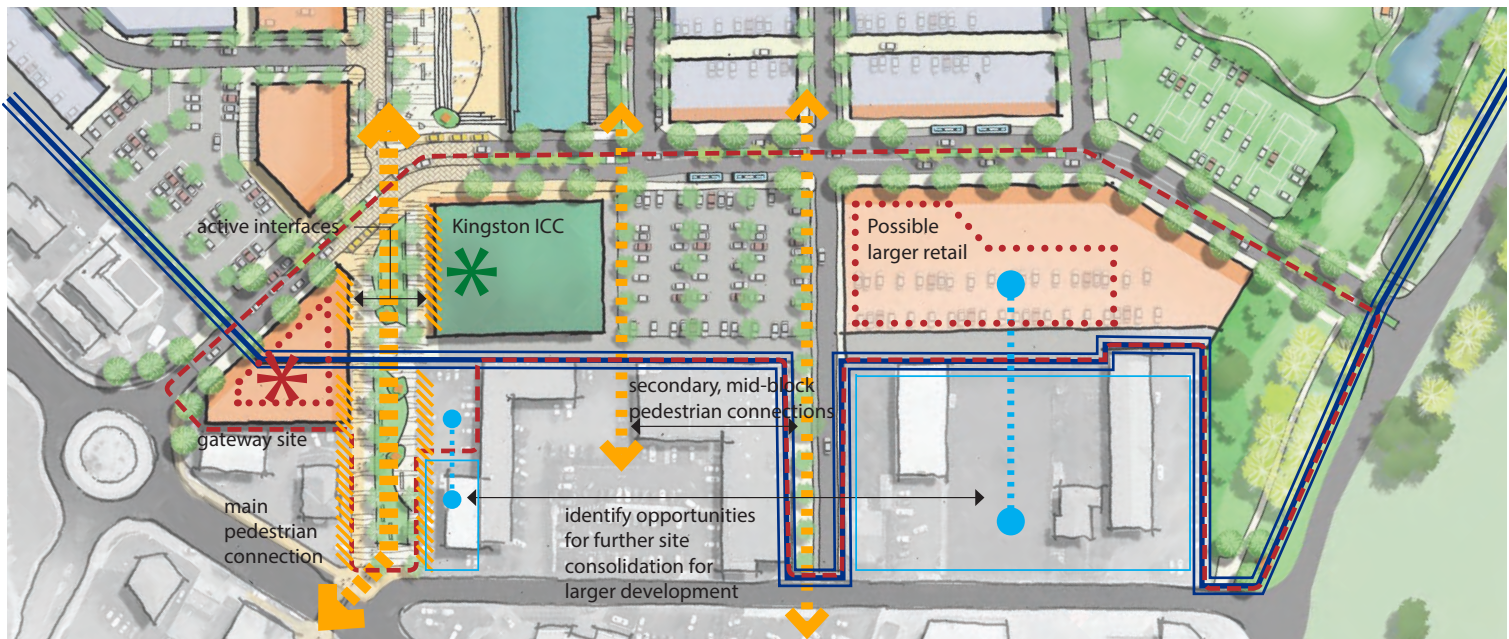 active interfaces
Kingston ICC
Possible
larger retail
secondary, mid-block
pedestrian connections
gateway site
main
pedestrian
connection
identify opportunities
for further site
consolidation for
larger development